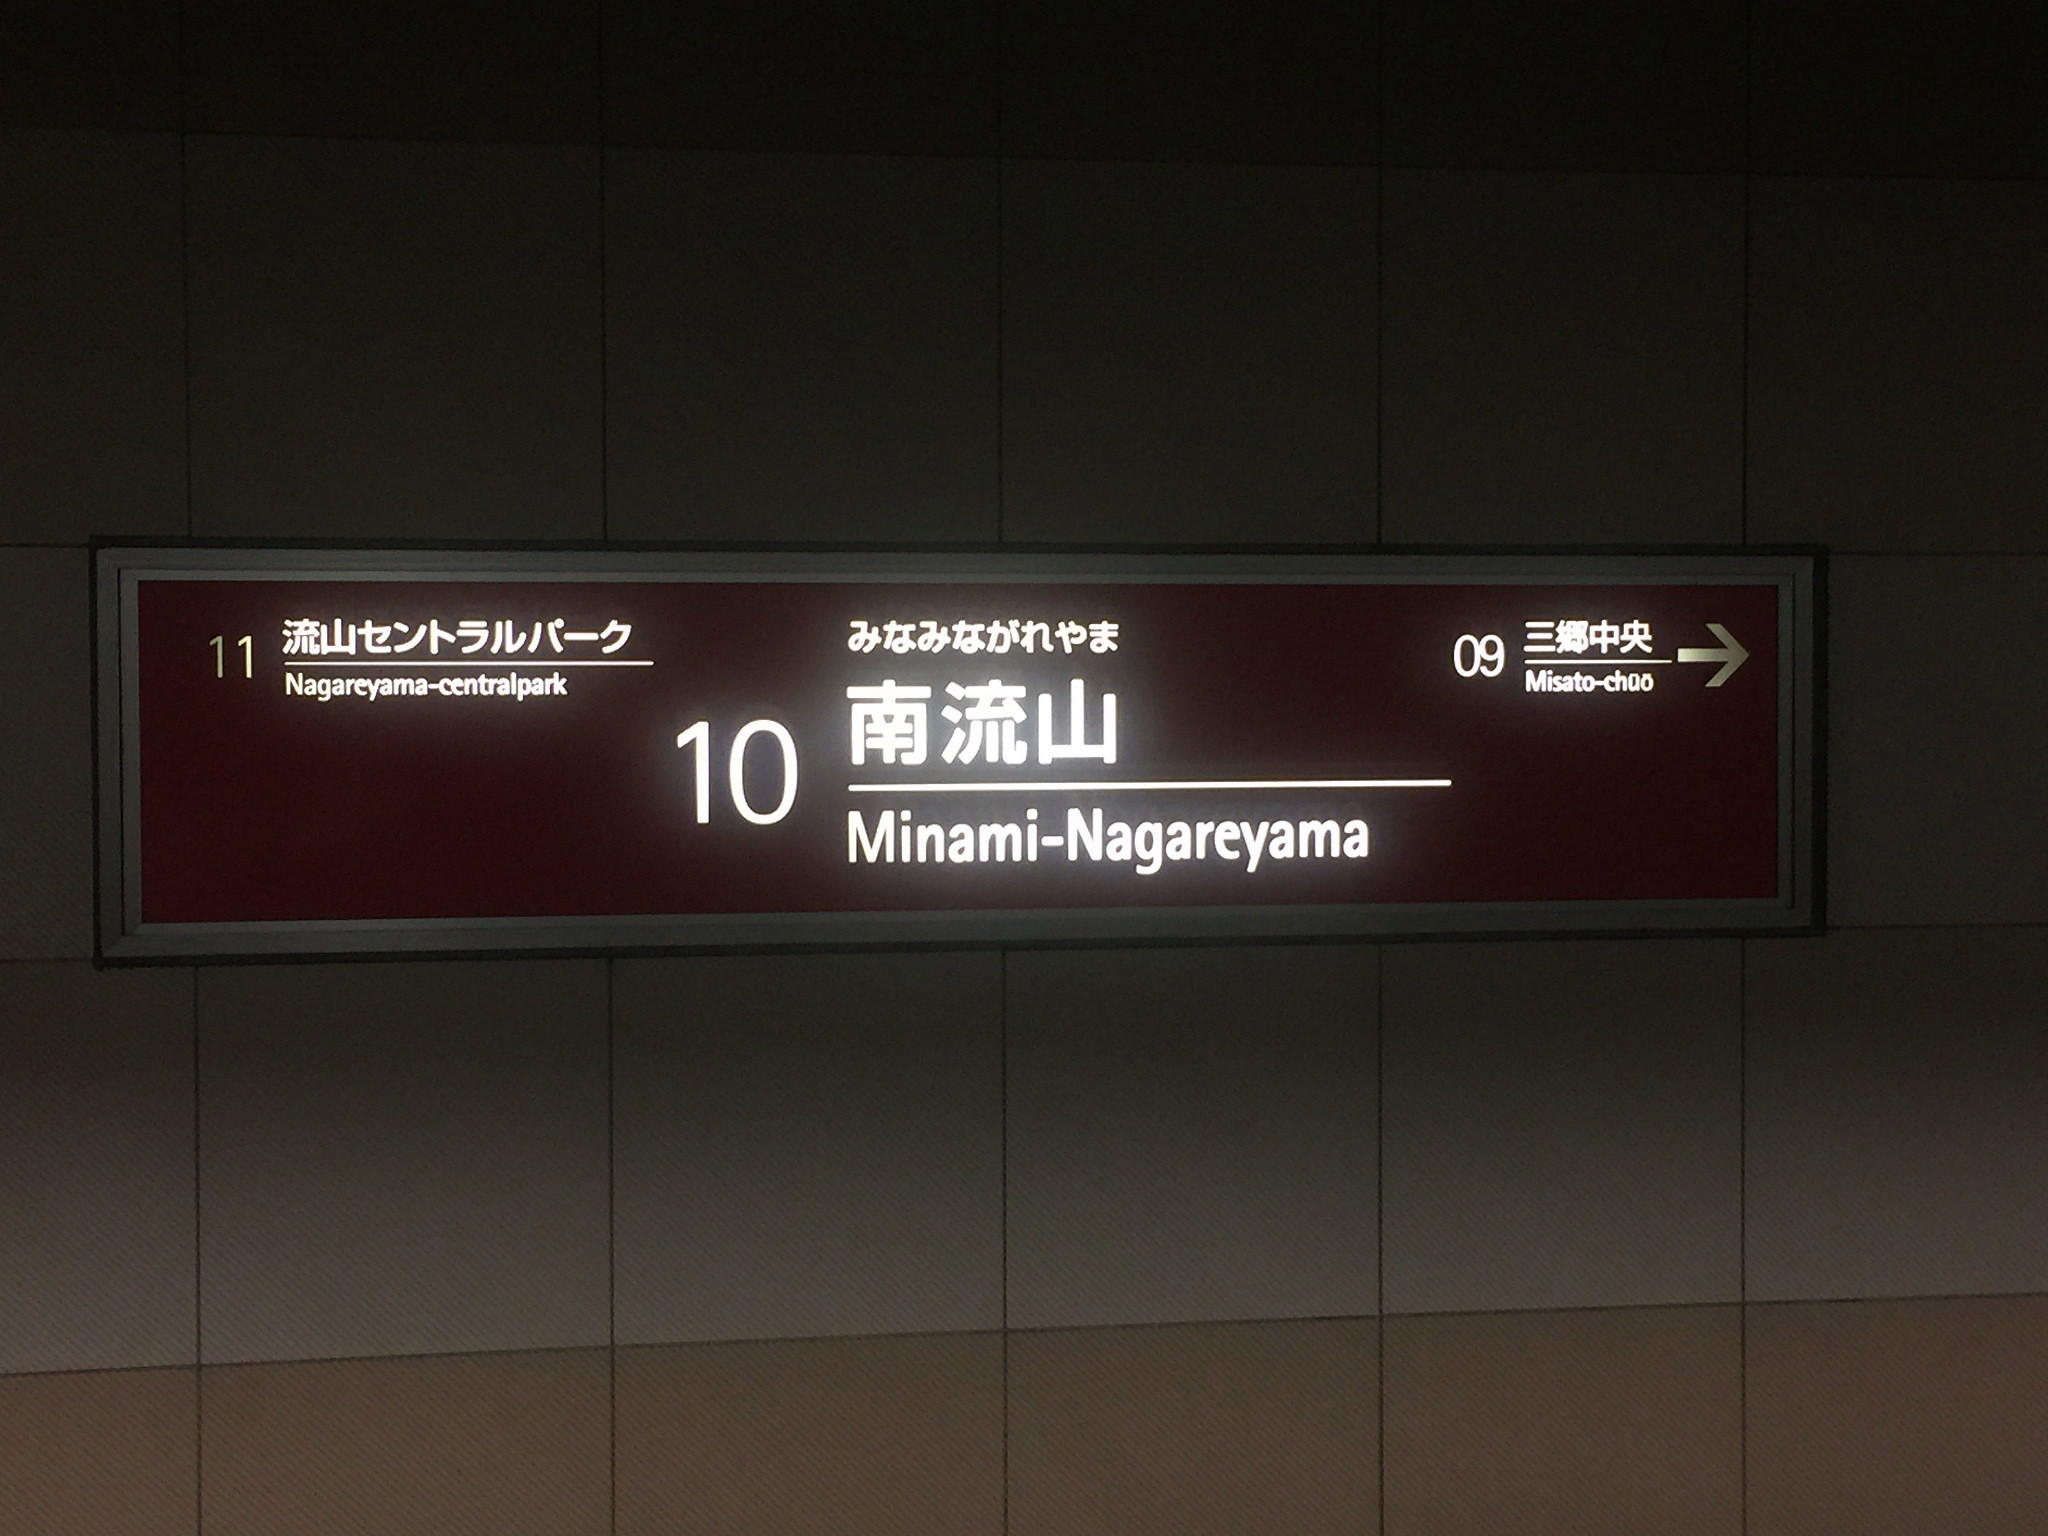 11 流山セントラルパーク
Nagareyama-centralpark
みなみながれやま
10 南流山
Minami-Nagareyama
09 三郷中央 →
Misato-chūō